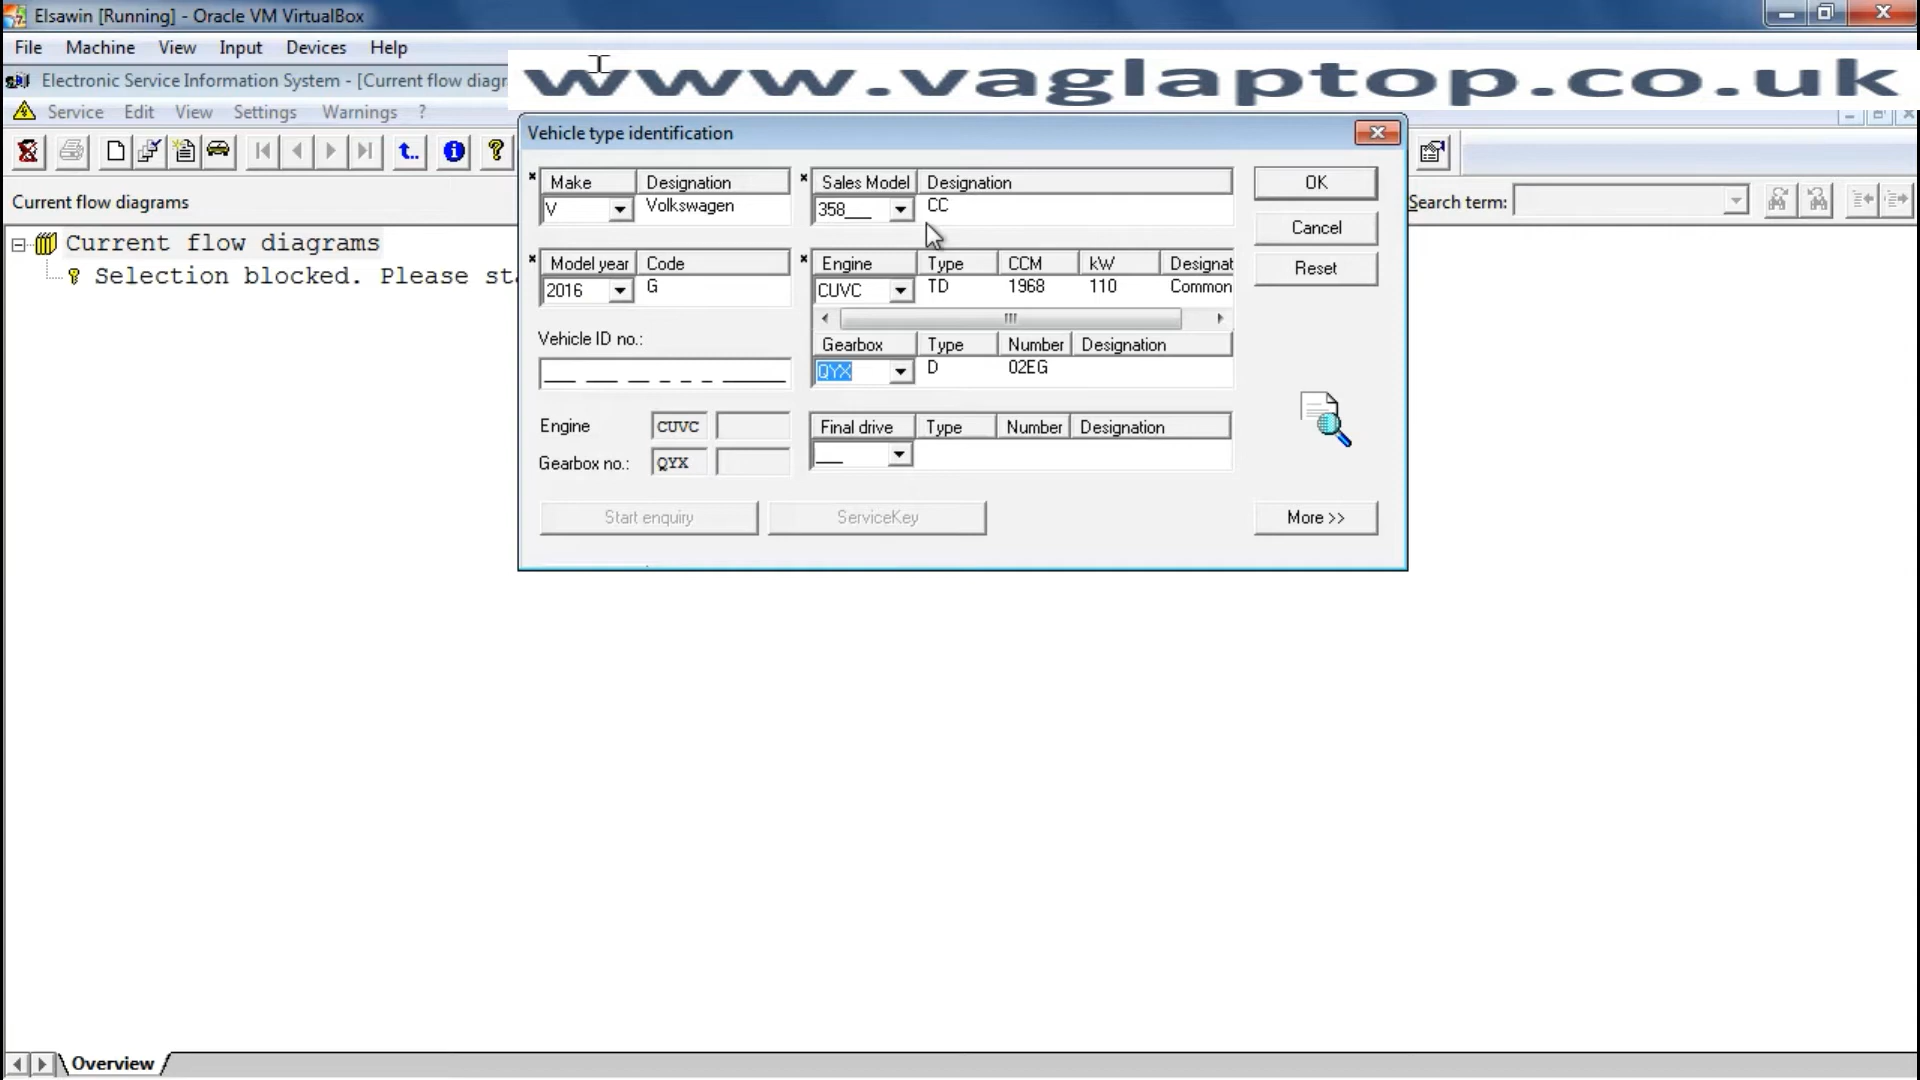 Elsawin [Running] - Oracle VM VirtualBox
File Machine View Input Devices Help
Electronic Service Information System - [Current flow diagr
www.vaglaptop.co.uk
Service Edit View Settings Warnings ?
Vehicle type identification
Current flow diagrams
Search term:
Current flow diagrams
Selection blocked. Please sta
Make Designation
V Volkswagen
Sales Model Designation
358___ CC
OK
Cancel
Reset
Model year Code
2016 G
Engine Type CCM kW Designat
CUVC TD 1968 110 Common
Vehicle ID no.:
Gearbox Type Number Designation
QYX D 02EG
Engine CUVC
Gearbox no.: QYX
Final drive Type Number Designation
Start enquiry ServiceKey More >>
Overview